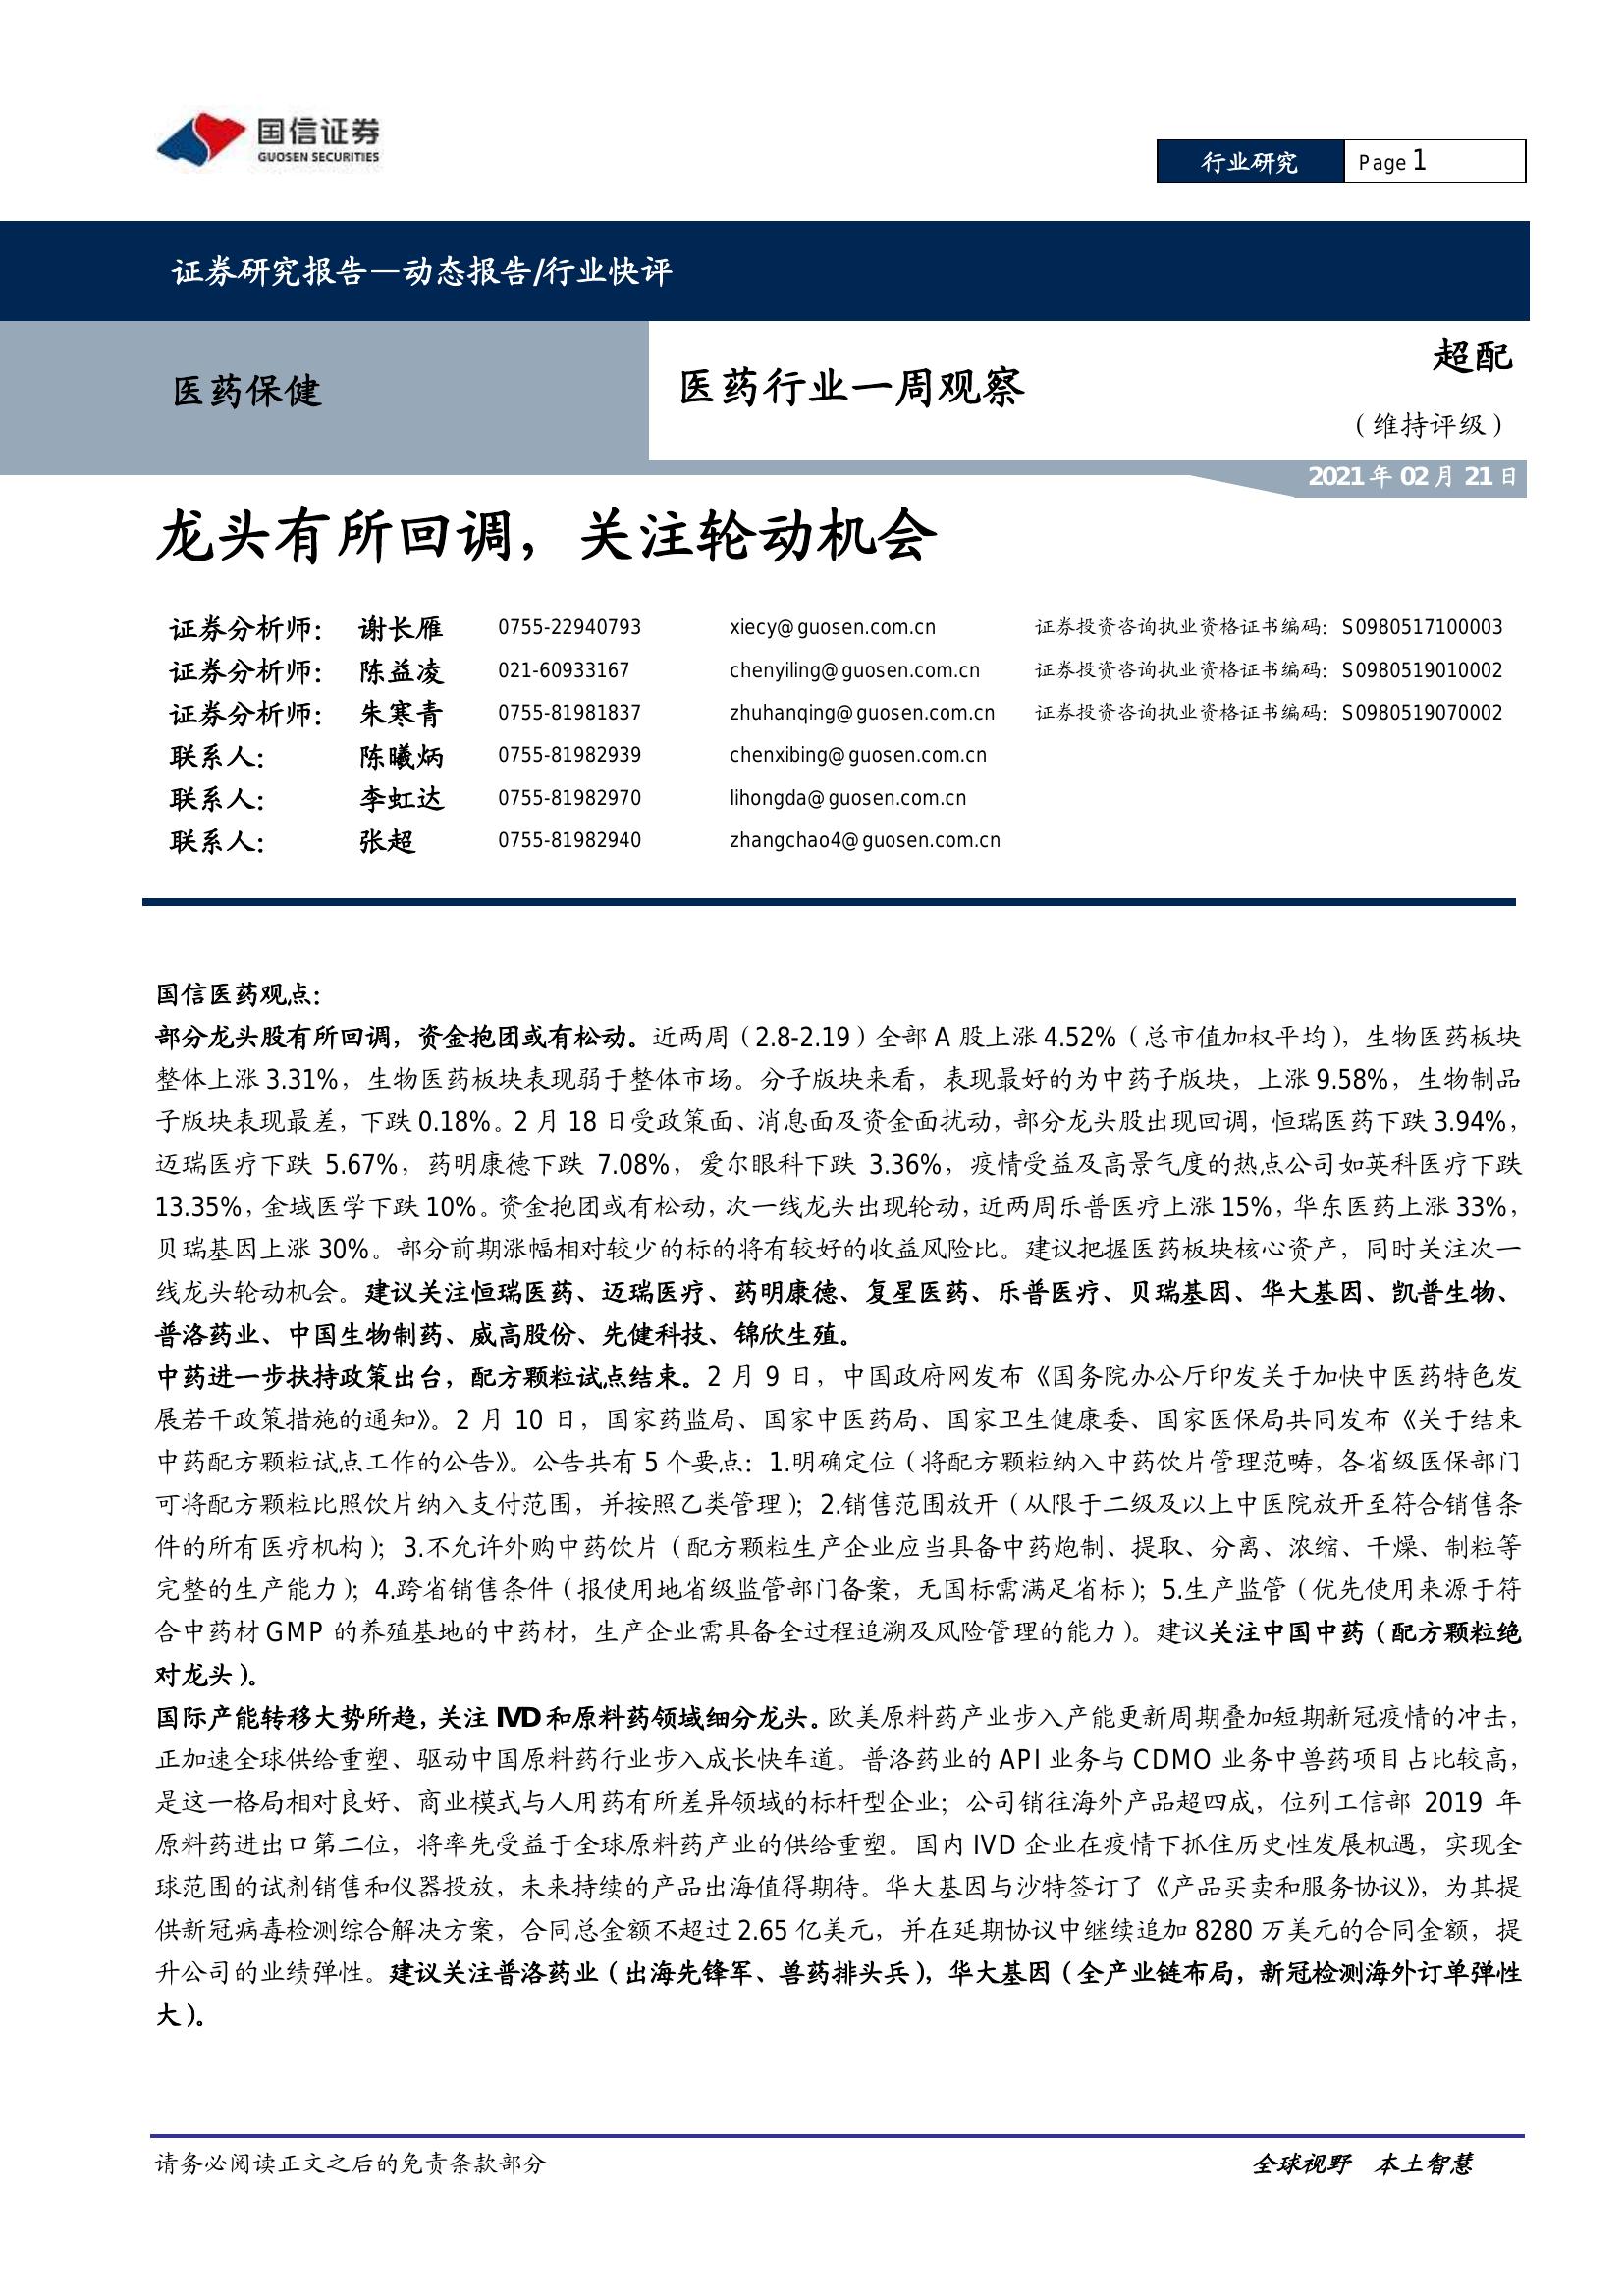 国信证券
GUOSEN SECURITIES
行业研究 Page 1
证券研究报告—动态报告/行业快评
医药保健
医药行业一周观察
超配
（维持评级）
2021 年 02 月 21 日
龙头有所回调，关注轮动机会
证券分析师： 谢长雁 0755-22940793 xiecy@guosen.com.cn 证券投资咨询执业资格证书编码：S0980517100003
证券分析师： 陈益凌 021-60933167 chenyiling@guosen.com.cn 证券投资咨询执业资格证书编码：S0980519010002
证券分析师： 朱寒青 0755-81981837 zhuhanqing@guosen.com.cn 证券投资咨询执业资格证书编码：S0980519070002
联系人： 陈曦炳 0755-81982939 chenxibing@guosen.com.cn
联系人： 李虹达 0755-81982970 lihongda@guosen.com.cn
联系人： 张超 0755-81982940 zhangchao4@guosen.com.cn
国信医药观点：
部分龙头股有所回调，资金抱团或有松动。近两周（2.8-2.19）全部 A 股上涨 4.52%（总市值加权平均），生物医药板块
整体上涨 3.31%，生物医药板块表现弱于整体市场。分子版块来看，表现最好的为中药子版块，上涨 9.58%，生物制品
子版块表现最差，下跌 0.18%。2 月 18 日受政策面、消息面及资金面扰动，部分龙头股出现回调，恒瑞医药下跌 3.94%，
迈瑞医疗下跌 5.67%，药明康德下跌 7.08%，爱尔眼科下跌 3.36%，疫情受益及高景气度的热点公司如英科医疗下跌
13.35%，金域医学下跌 10%。资金抱团或有松动，次一线龙头出现轮动，近两周乐普医疗上涨 15%，华东医药上涨 33%，
贝瑞基因上涨 30%。部分前期涨幅相对较少的标的将有较好的收益风险比。建议把握医药板块核心资产，同时关注次一
线龙头轮动机会。建议关注恒瑞医药、迈瑞医疗、药明康德、复星医药、乐普医疗、贝瑞基因、华大基因、凯普生物、
普洛药业、中国生物制药、威高股份、先健科技、锦欣生殖。
中药进一步扶持政策出台，配方颗粒试点结束。2 月 9 日，中国政府网发布《国务院办公厅印发关于加快中医药特色发
展若干政策措施的通知》。2 月 10 日，国家药监局、国家中医药局、国家卫生健康委、国家医保局共同发布《关于结束
中药配方颗粒试点工作的公告》。公告共有 5 个要点：1.明确定位（将配方颗粒纳入中药饮片管理范畴，各省级医保部门
可将配方颗粒比照饮片纳入支付范围，并按照乙类管理）；2.销售范围放开（从限于二级及以上中医院放开至符合销售条
件的所有医疗机构）；3.不允许外购中药饮片（配方颗粒生产企业应当具备中药炮制、提取、分离、浓缩、干燥、制粒等
完整的生产能力）；4.跨省销售条件（报使用地省级监管部门备案，无国标需满足省标）；5.生产监管（优先使用来源于符
合中药材 GMP 的养殖基地的中药材，生产企业需具备全过程追溯及风险管理的能力）。建议关注中国中药（配方颗粒绝
对龙头）。
国际产能转移大势所趋，关注 IVD 和原料药领域细分龙头。欧美原料药产业步入产能更新周期叠加短期新冠疫情的冲击，
正加速全球供给重塑、驱动中国原料药行业步入成长快车道。普洛药业的 API 业务与 CDMO 业务中兽药项目占比较高，
是这一格局相对良好、商业模式与人用药有所差异领域的标杆型企业；公司销往海外产品超四成，位列工信部 2019 年
原料药进出口第二位，将率先受益于全球原料药产业的供给重塑。国内 IVD 企业在疫情下抓住历史性发展机遇，实现全
球范围的试剂销售和仪器投放，未来持续的产品出海值得期待。华大基因与沙特签订了《产品买卖和服务协议》，为其提
供新冠病毒检测综合解决方案，合同总金额不超过 2.65 亿美元，并在延期协议中继续追加 8280 万美元的合同金额，提
升公司的业绩弹性。建议关注普洛药业（出海先锋军、兽药排头兵），华大基因（全产业链布局，新冠检测海外订单弹性
大）。
请务必阅读正文之后的免责条款部分 全球视野 本土智慧